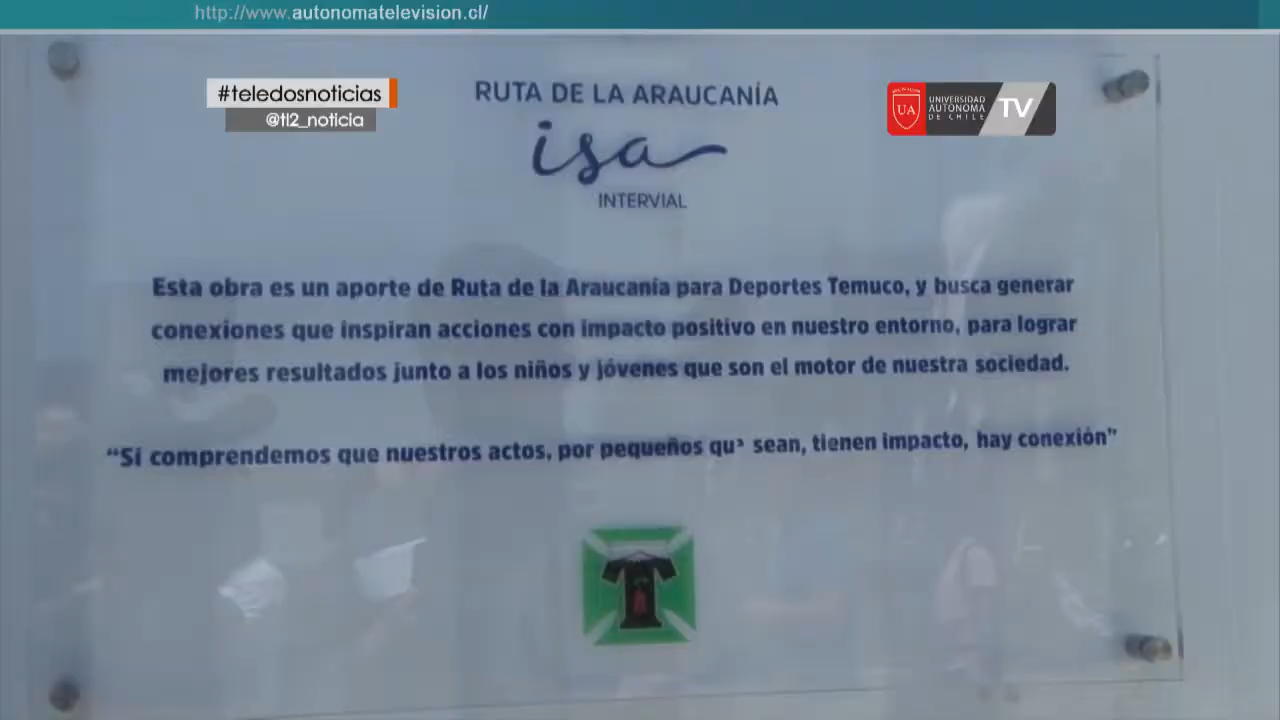 http://www.autonomatelevision.cl/
#teledosnoticias
@tl2_noticia
UA
UNIVERSIDAD
AUTONOMA
DE CHILE
TV
RUTA DE LA ARAUCANÍA
isa
INTERVIAL
Esta obra es un aporte de Ruta de la Araucanía para Deportes Temuco, y busca generar
conexiones que inspiran acciones con impacto positivo en nuestro entorno, para lograr
mejores resultados junto a los niños y jóvenes que son el motor de nuestra sociedad.
“Si comprendemos que nuestros actos, por pequeños qu’ sean, tienen impacto, hay conexión”
T